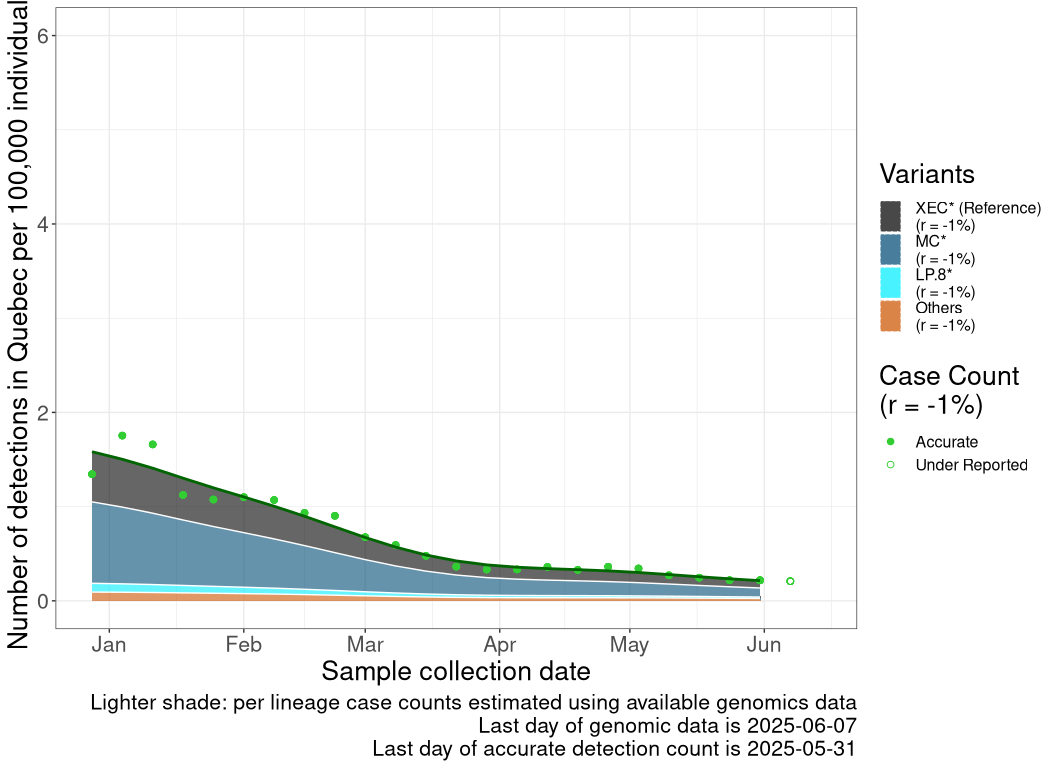 Number of detections in Quebec per 100,000 individual
6
4
2
0
Jan Feb Mar Apr May Jun
Sample collection date
Variants
XEC* (Reference)
(r = -1%)
MC*
(r = -1%)
LP.8*
(r = -1%)
Others
(r = -1%)
Case Count
(r = -1%)
Accurate
Under Reported
Lighter shade: per lineage case counts estimated using available genomics data
Last day of genomic data is 2025-06-07
Last day of accurate detection count is 2025-05-31